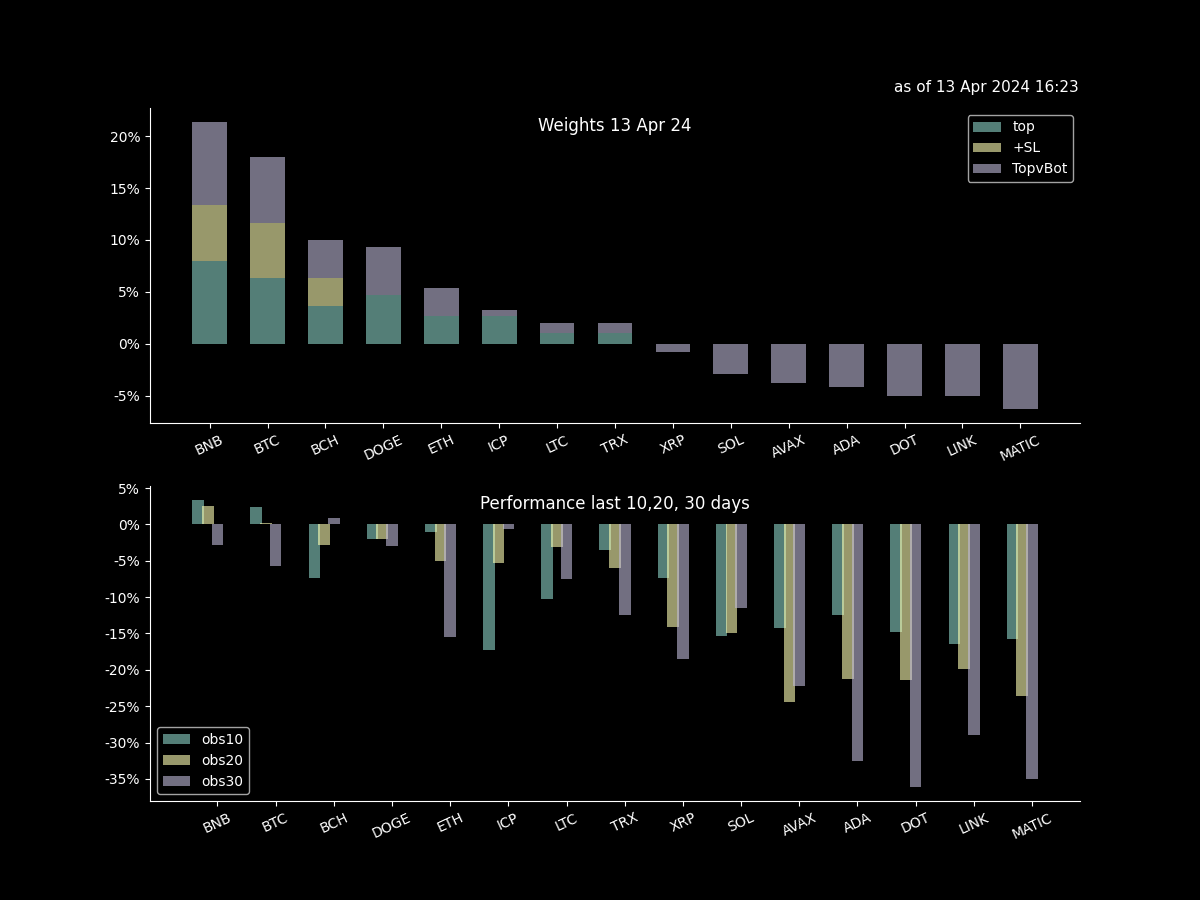 as of 13 Apr 2024 16:23
Weights 13 Apr 24
top
+SL
TopvBot
20%
15%
10%
5%
0%
-5%
BNB BTC BCH DOGE ETH ICP LTC TRX XRP SOL AVAX ADA DOT LINK MATIC
Performance last 10,20, 30 days
5%
0%
-5%
-10%
-15%
-20%
-25%
-30%
-35%
obs10
obs20
obs30
BNB BTC BCH DOGE ETH ICP LTC TRX XRP SOL AVAX ADA DOT LINK MATIC